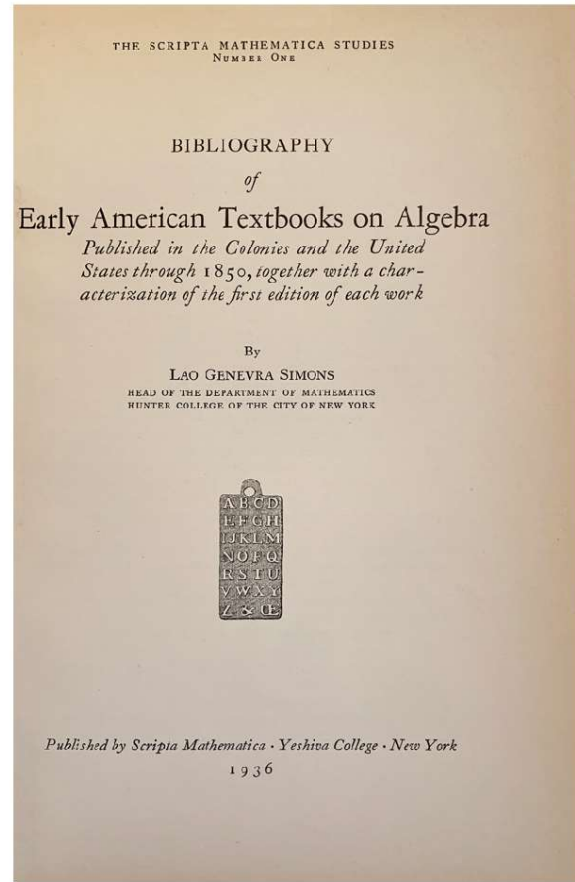 THE SCRIPTA MATHEMATICA STUDIES
NUMBER ONE
BIBLIOGRAPHY
of
Early American Textbooks on Algebra
Published in the Colonies and the United
States through 1850, together with a char-
acterization of the first edition of each work
By
LAO GENEVRA SIMONS
HEAD OF THE DEPARTMENT OF MATHEMATICS
HUNTER COLLEGE OF THE CITY OF NEW YORK
ABCD
EFGH
IJKLM
NOPQ
RSTU
VWXY
Z & Œ
Published by Scripta Mathematica · Yeshiva College · New York
1936